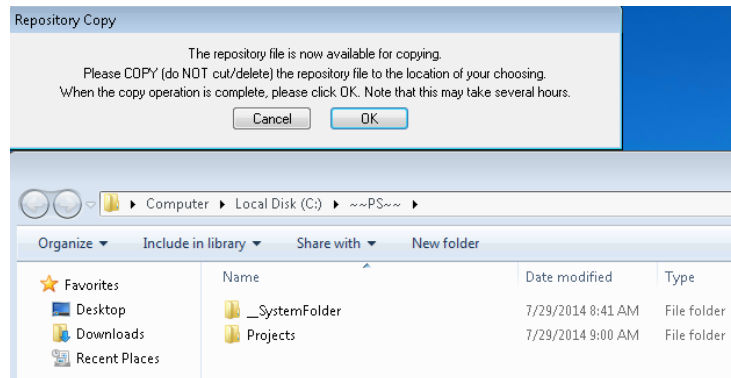 Repository Copy
The repository file is now available for copying.
Please COPY (do NOT cut/delete) the repository file to the location of your choosing.
When the copy operation is complete, please click OK. Note that this may take several hours.
Cancel OK
Computer Local Disk (C:) ~~PS~~
Organize Include in library Share with New folder
Favorites
Desktop
Downloads
Recent Places
Name Date modified Type
__SystemFolder 7/29/2014 8:41 AM File folder
Projects 7/29/2014 9:00 AM File folder